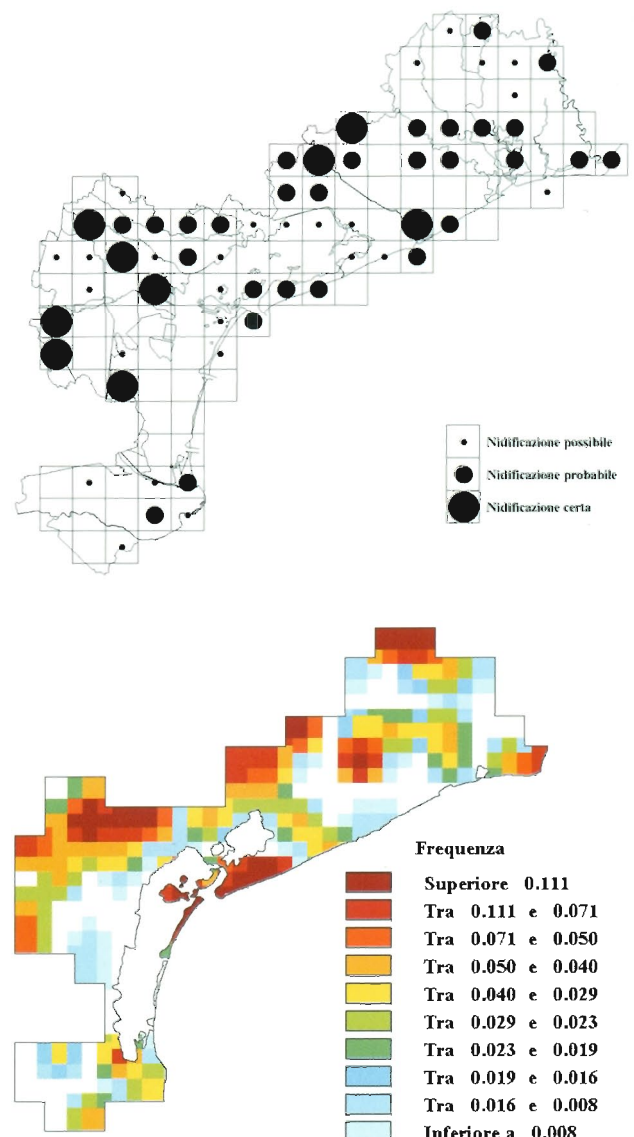 Nidificazione possibile
Nidificazione probabile
Nidificazione certa
Frequenza
Superiore 0.111
Tra 0.111 e 0.071
Tra 0.071 e 0.050
Tra 0.050 e 0.040
Tra 0.040 e 0.029
Tra 0.029 e 0.023
Tra 0.023 e 0.019
Tra 0.019 e 0.016
Tra 0.016 e 0.008
Inferiore a 0.008